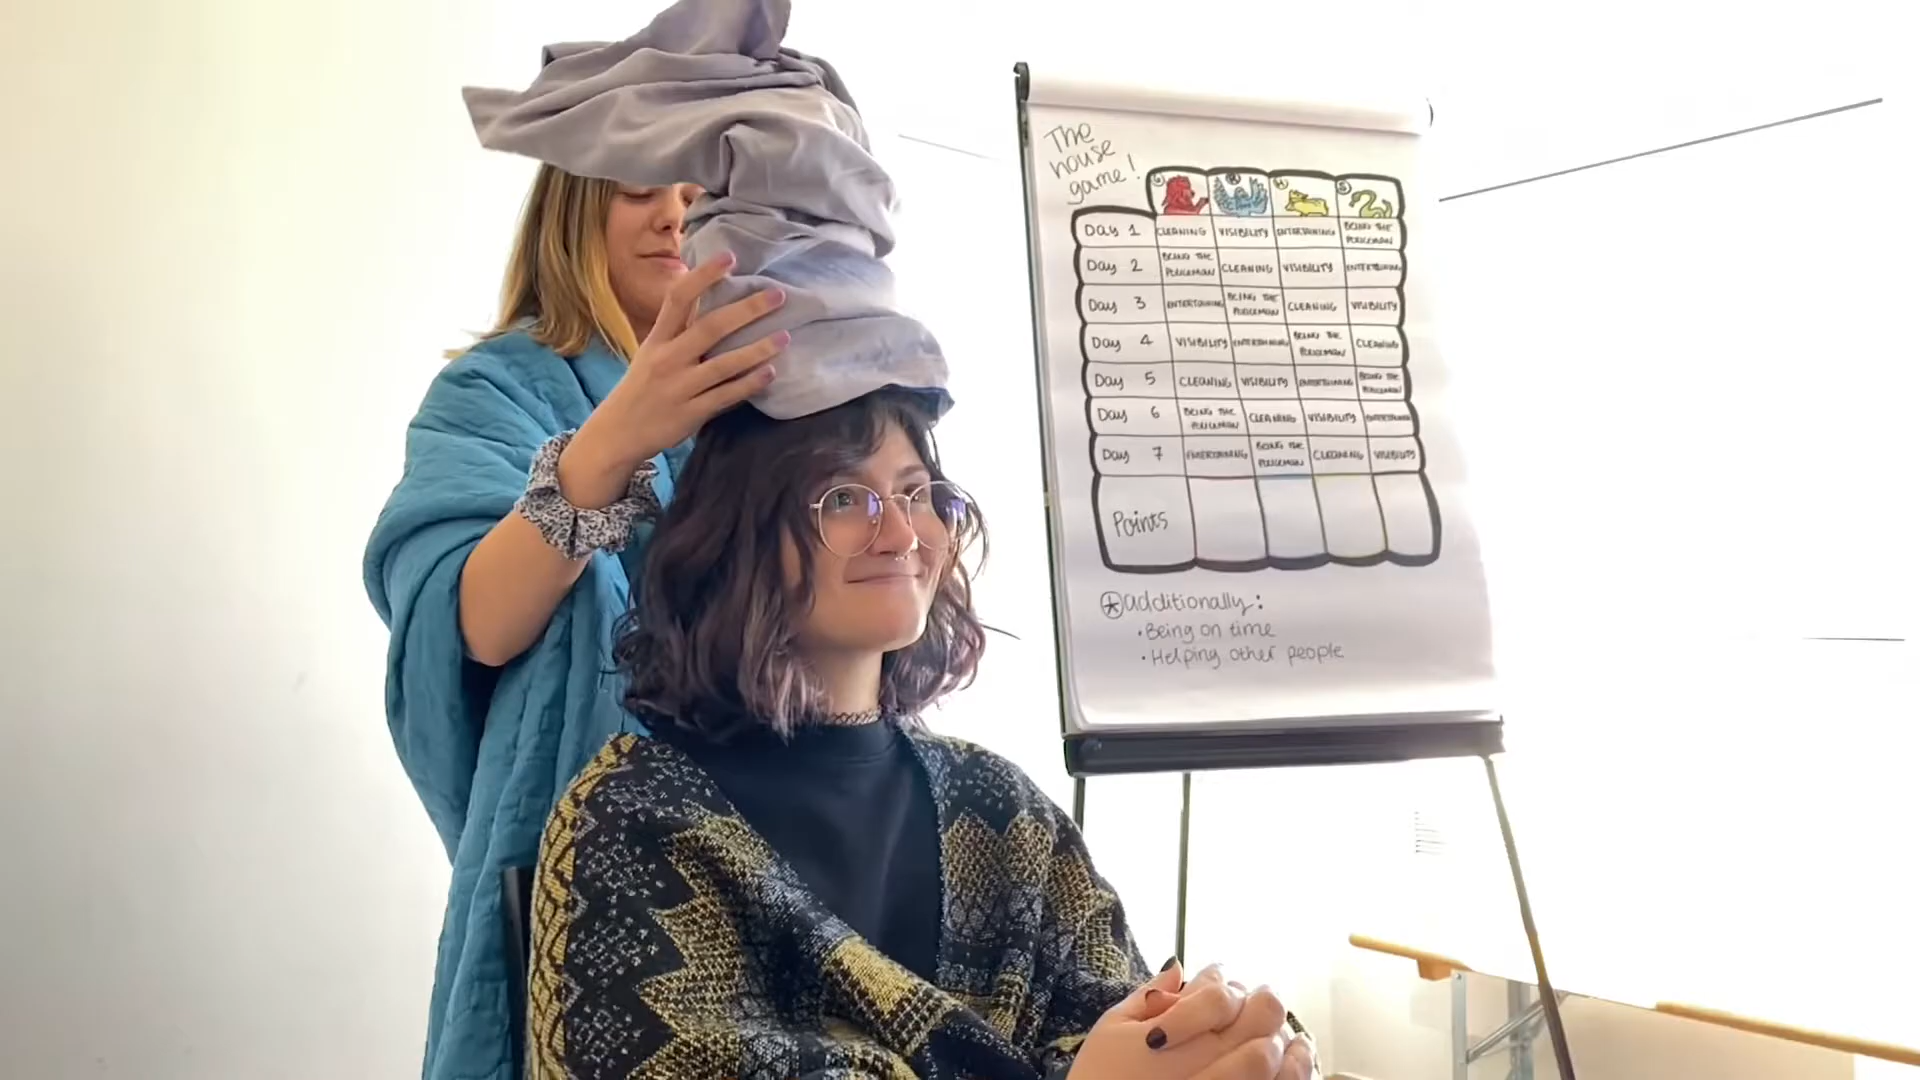 The
house
game!
G R H S
Day 1 CLEANING VISIBILITY ENTERTAINING BEING THE POLICEMAN
Day 2 BEING THE POLICEMAN CLEANING VISIBILITY ENTERTAINING
Day 3 ENTERTAINING BEING THE POLICEMAN CLEANING VISIBILITY
Day 4 VISIBILITY ENTERTAINING BEING THE POLICEMAN CLEANING
Day 5 CLEANING VISIBILITY ENTERTAINING BEING THE POLICEMAN
Day 6 BEING THE POLICEMAN CLEANING VISIBILITY ENTERTAINING
Day 7 ENTERTAINING BEING THE POLICEMAN CLEANING VISIBILITY
Points
* additionally:
• Being on time
• Helping other people